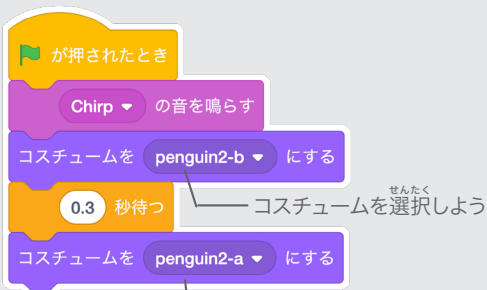 が押されたとき
Chirp の音を鳴らす
コスチュームを penguin2-b にする
0.3 秒待つ
せんたく
コスチュームを選択しよう
コスチュームを penguin2-a にする